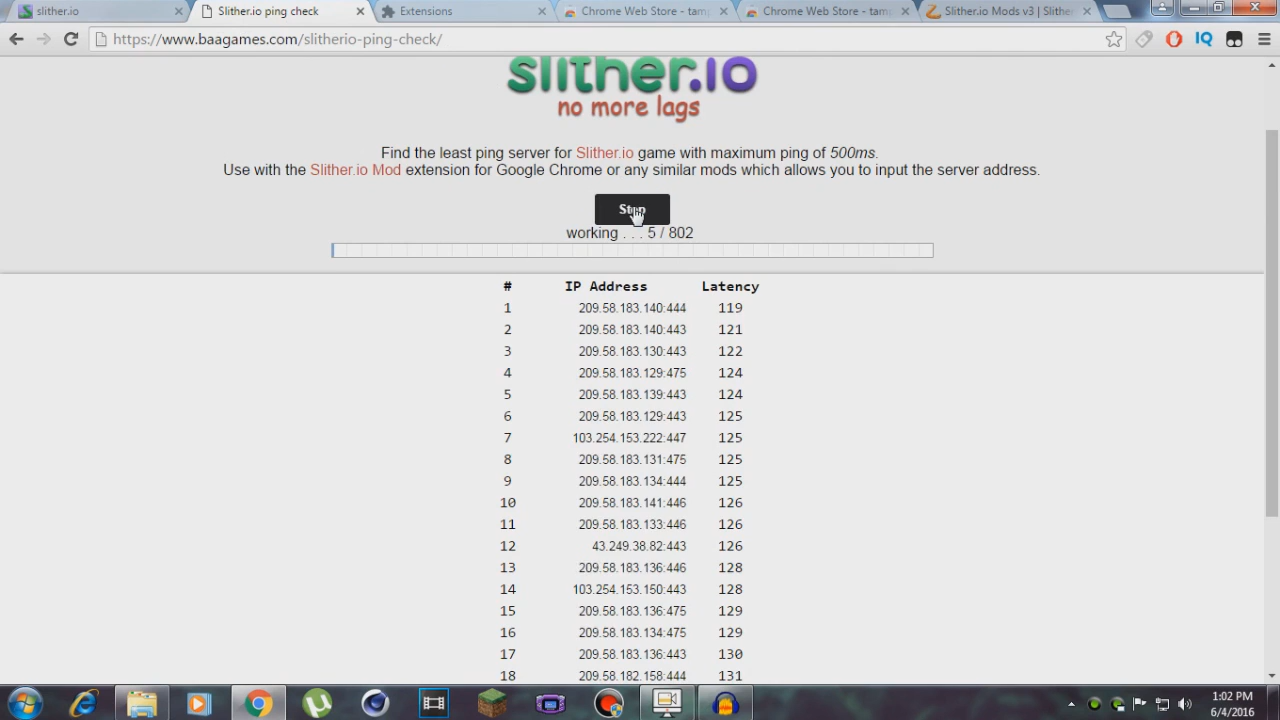 slither.io
Slither.io ping check
Extensions
Chrome Web Store - tam
Chrome Web Store - tam
Slither.io Mods v3 | Slithe
https://www.baagames.com/slitherio-ping-check/
IQ
slither.io
no more lags
Find the least ping server for Slither.io game with maximum ping of 500ms.
Use with the Slither.io Mod extension for Google Chrome or any similar mods which allows you to input the server address.
Stop
working . . . 5 / 802
# IP Address Latency
1 209.58.183.140:444 119
2 209.58.183.140:443 121
3 209.58.183.130:443 122
4 209.58.183.129:475 124
5 209.58.183.139:443 124
6 209.58.183.129:443 125
7 103.254.153.222:447 125
8 209.58.183.131:475 125
9 209.58.183.134:444 125
10 209.58.183.141:446 126
11 209.58.183.133:446 126
12 43.249.38.82:443 126
13 209.58.183.136:446 128
14 103.254.153.150:443 128
15 209.58.183.136:475 129
16 209.58.183.134:475 129
17 209.58.183.136:443 130
18 209.58.182.158:444 131
1:02 PM
6/4/2016